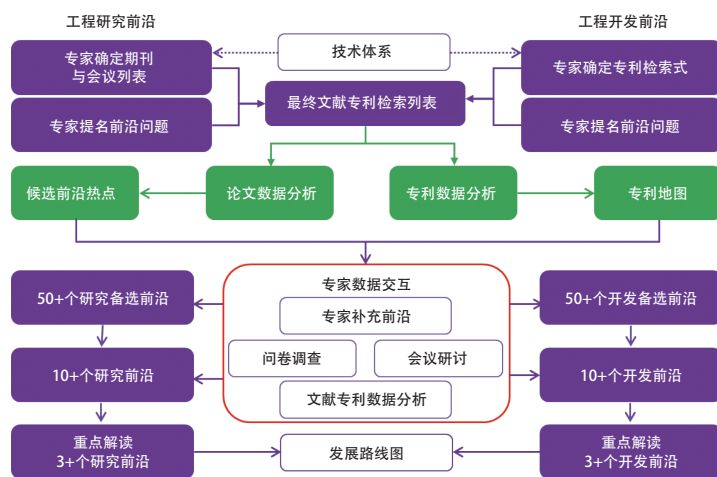 工程研究前沿
工程开发前沿
专家确定期刊
与会议列表
技术体系
专家确定专利检索式
最终文献专利检索列表
专家提名前沿问题
专家提名前沿问题
候选前沿热点
论文数据分析
专利数据分析
专利地图
专家数据交互
50+个研究备选前沿
专家补充前沿
50+个开发备选前沿
问卷调查
会议研讨
10+个研究前沿
10+个开发前沿
文献专利数据分析
重点解读
3+个研究前沿
发展路线图
重点解读
3+个开发前沿